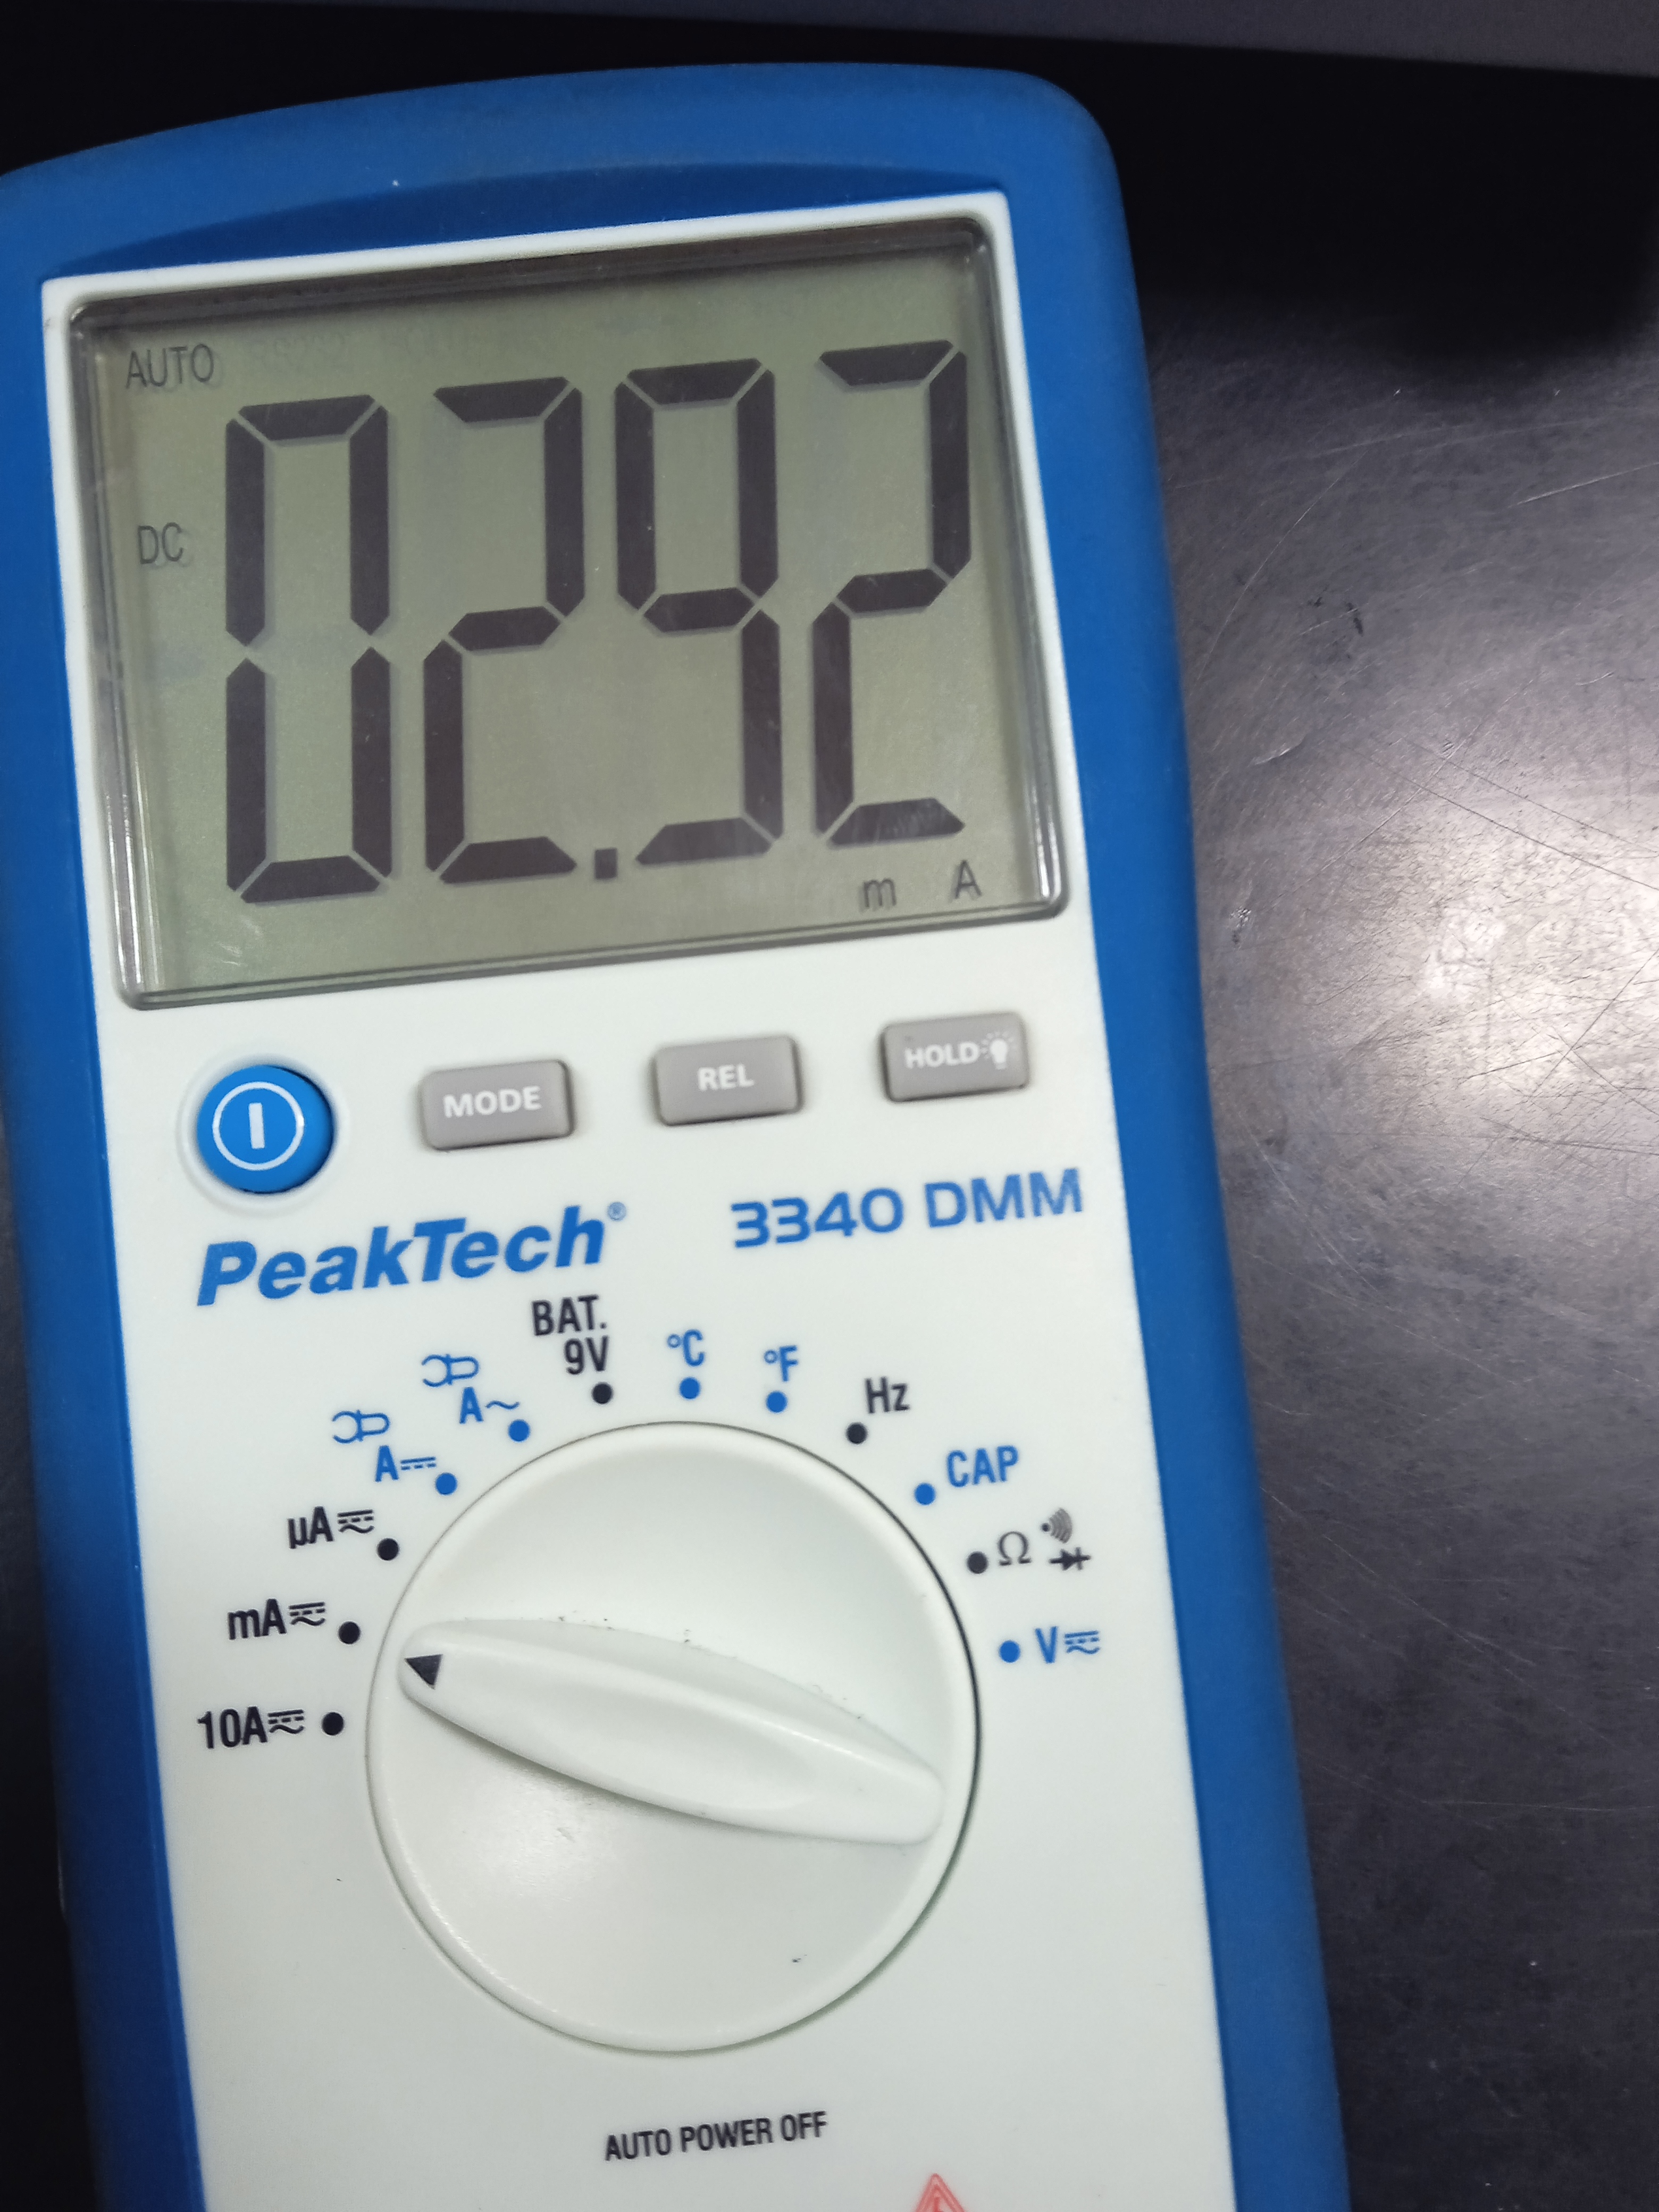 AUTO
DC
02.92
m A
MODE
REL
HOLD
PeakTech®
3340 DMM
BAT.
9V
°C
°F
Hz
A~
CAP
A⎓
µA
Ω
mA
V
10A
AUTO POWER OFF